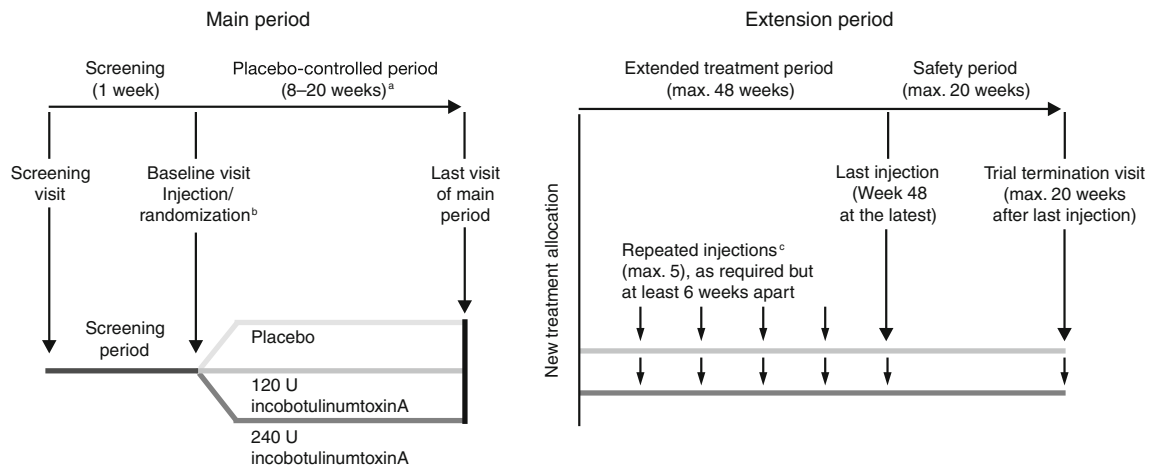 Main period
Screening
(1 week)
Placebo-controlled period
(8–20 weeks)a
Screening
visit
Baseline visit
Injection/
randomizationb
Last visit
of main
period
Screening
period
Placebo
120 U
incobotulinumtoxinA
240 U
incobotulinumtoxinA
Extension period
Extended treatment period
(max. 48 weeks)
Safety period
(max. 20 weeks)
New treatment allocation
Last injection
(Week 48
at the latest)
Trial termination visit
(max. 20 weeks
after last injection)
Repeated injectionsc
(max. 5), as required but
at least 6 weeks apart